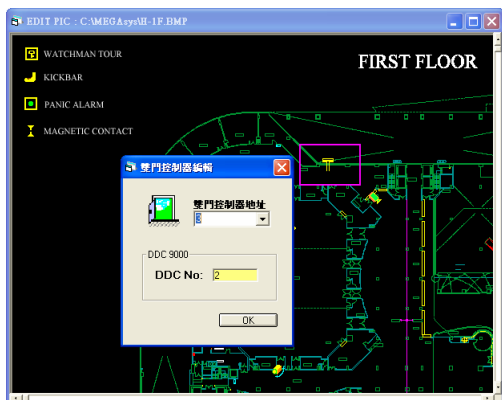 EDIT PIC : C:\MEGAsys\H-1F.BMP
WATCHMAN TOUR
KICKBAR
PANIC ALARM
MAGNETIC CONTACT
FIRST FLOOR
雙門控制器編輯
雙門控制器地址
3
DDC 9000
DDC No: 2
OK